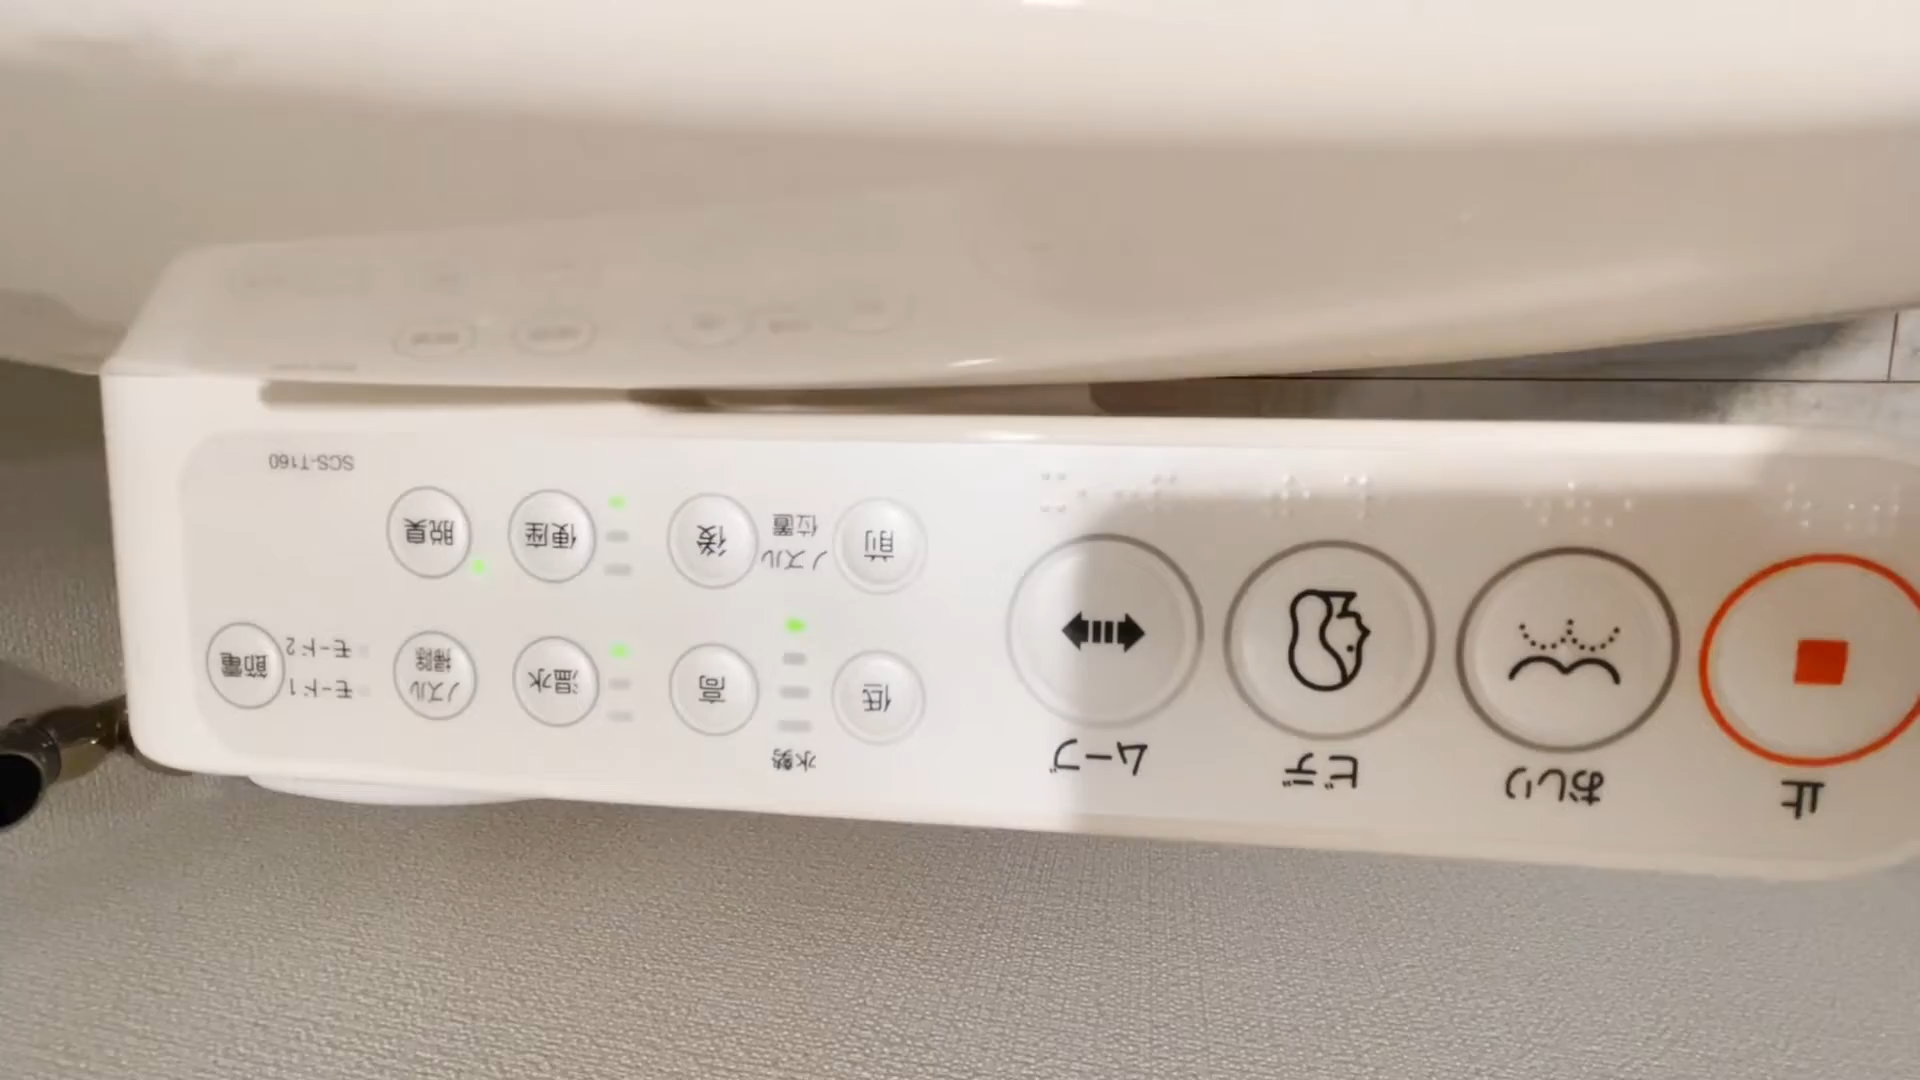 止
おしり
ビデ
ムーブ
水勢
低
高
温水
ノズル
掃除
モード1
モード2
節電
前
ノズル
位置
後
便座
脱臭
SCS-T160